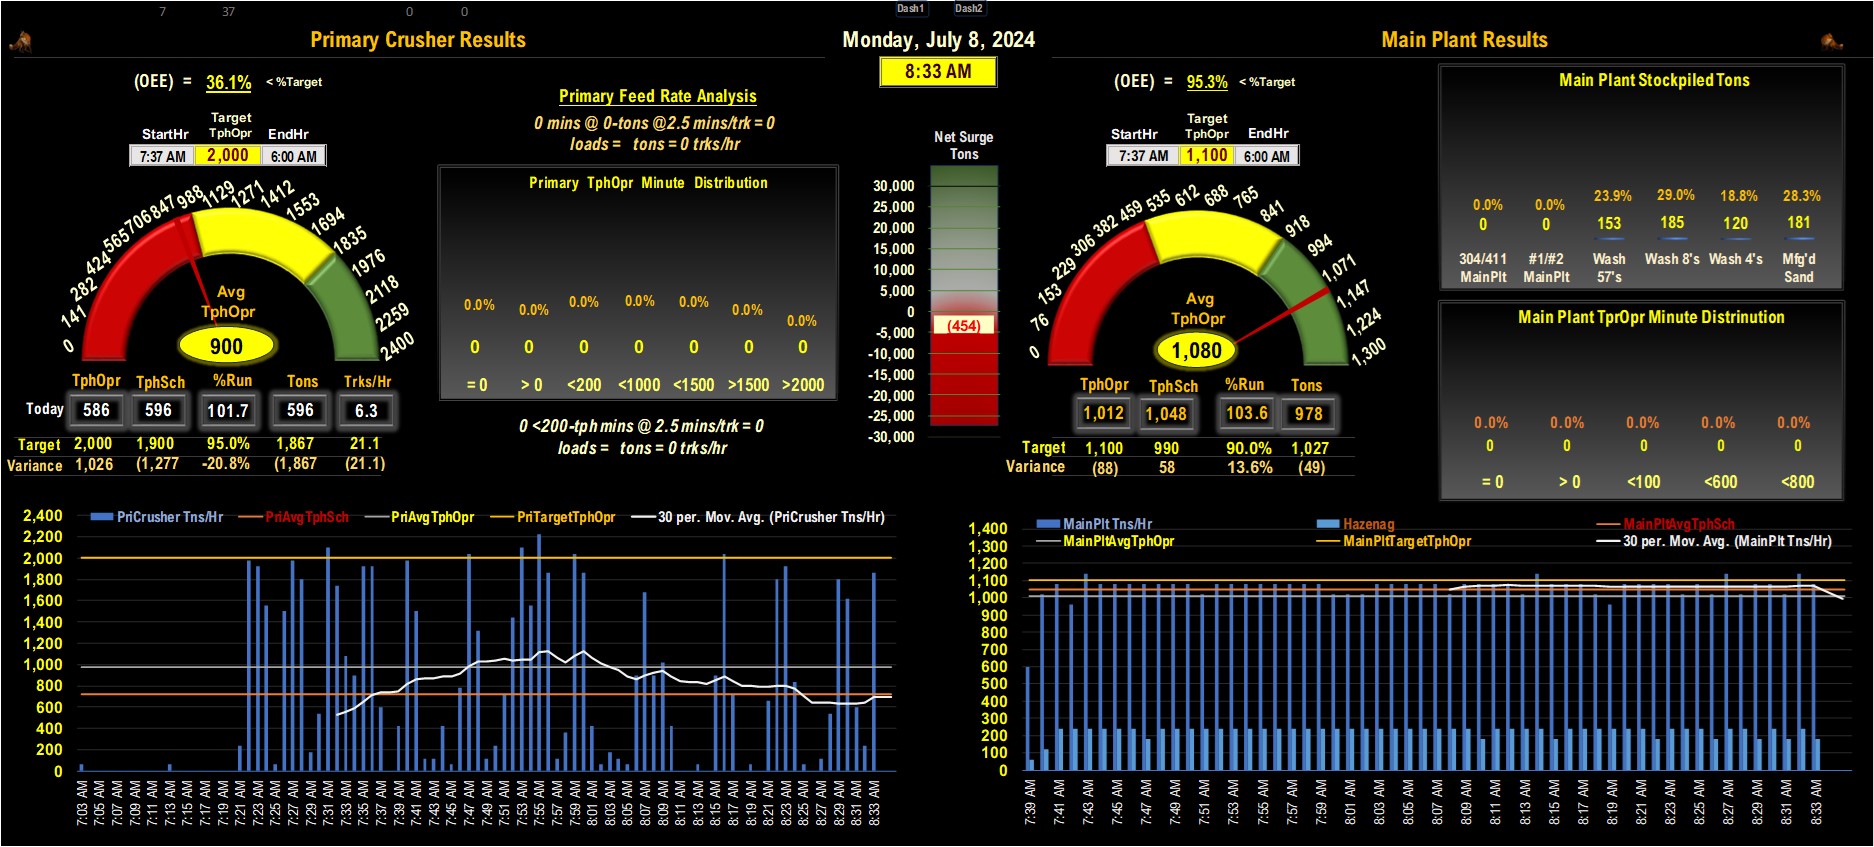 7 37 0 0 Dash1 Dash2
Primary Crusher Results
Monday, July 8, 2024
8:33 AM
Main Plant Results
(OEE) = 36.1% < %Target
Target
StartHr TphOpr EndHr
7:37 AM 2,000 6:00 AM
0 141 282 424 565 706 847 988 1129 1271 1412 1553 1694 1835 1976 2118 2259 2400
Avg
TphOpr
900
TphOpr TphSch %Run Tons Trks/Hr
Today 586 596 101.7 596 6.3
Target 2,000 1,900 95.0% 1,867 21.1
Variance 1,026 (1,277 -20.8% (1,867 (21.1)
Primary Feed Rate Analysis
0 mins @ 0-tons @2.5 mins/trk = 0
loads = tons = 0 trks/hr
Primary TphOpr Minute Distribution
0.0% 0.0% 0.0% 0.0% 0.0% 0.0% 0.0%
0 0 0 0 0 0 0
= 0 > 0 <200 <1000 <1500 >1500 >2000
0 <200-tph mins @ 2.5 mins/trk = 0
loads = tons = 0 trks/hr
Net Surge
Tons
30,000
25,000
20,000
15,000
10,000
5,000
0
(454)
-5,000
-10,000
-15,000
-20,000
-25,000
-30,000
(OEE) = 95.3% < %Target
Target
StartHr TphOpr EndHr
7:37 AM 1,100 6:00 AM
0 76 153 229 306 382 459 535 612 688 765 841 918 994 1,071 1,147 1,224 1,300
Avg
TphOpr
1,080
TphOpr TphSch %Run Tons
1,012 1,048 103.6 978
Target 1,100 990 90.0% 1,027
Variance (88) 58 13.6% (49)
Main Plant Stockpiled Tons
0.0% 0.0% 23.9% 29.0% 18.8% 28.3%
0 0 153 185 120 181
304/411 #1/#2 Wash Wash 8's Wash 4's Mfg'd
MainPlt MainPlt 57's Sand
Main Plant TprOpr Minute Distrinution
0.0% 0.0% 0.0% 0.0% 0.0%
0 0 0 0 0
= 0 > 0 <100 <600 <800
PriCrusher Tns/Hr PriAvgTphSch PriAvgTphOpr PriTargetTphOpr 30 per. Mov. Avg. (PriCrusher Tns/Hr)
2,400
2,200
2,000
1,800
1,600
1,400
1,200
1,000
800
600
400
200
0
7:03 AM 7:05 AM 7:07 AM 7:09 AM 7:11 AM 7:13 AM 7:15 AM 7:17 AM 7:19 AM 7:21 AM 7:23 AM 7:25 AM 7:27 AM 7:29 AM 7:31 AM 7:33 AM 7:35 AM 7:37 AM 7:39 AM 7:41 AM 7:43 AM 7:45 AM 7:47 AM 7:49 AM 7:51 AM 7:53 AM 7:55 AM 7:57 AM 7:59 AM 8:01 AM 8:03 AM 8:05 AM 8:07 AM 8:09 AM 8:11 AM 8:13 AM 8:15 AM 8:17 AM 8:19 AM 8:21 AM 8:23 AM 8:25 AM 8:27 AM 8:29 AM 8:31 AM 8:33 AM
MainPlt Tns/Hr Hazenag MainPltAvgTphSch
MainPltAvgTphOpr MainPltTargetTphOpr 30 per. Mov. Avg. (MainPlt Tns/Hr)
1,400
1,300
1,200
1,100
1,000
900
800
700
600
500
400
300
200
100
0
7:39 AM 7:41 AM 7:43 AM 7:45 AM 7:47 AM 7:49 AM 7:51 AM 7:53 AM 7:55 AM 7:57 AM 7:59 AM 8:01 AM 8:03 AM 8:05 AM 8:07 AM 8:09 AM 8:11 AM 8:13 AM 8:15 AM 8:17 AM 8:19 AM 8:21 AM 8:23 AM 8:25 AM 8:27 AM 8:29 AM 8:31 AM 8:33 AM